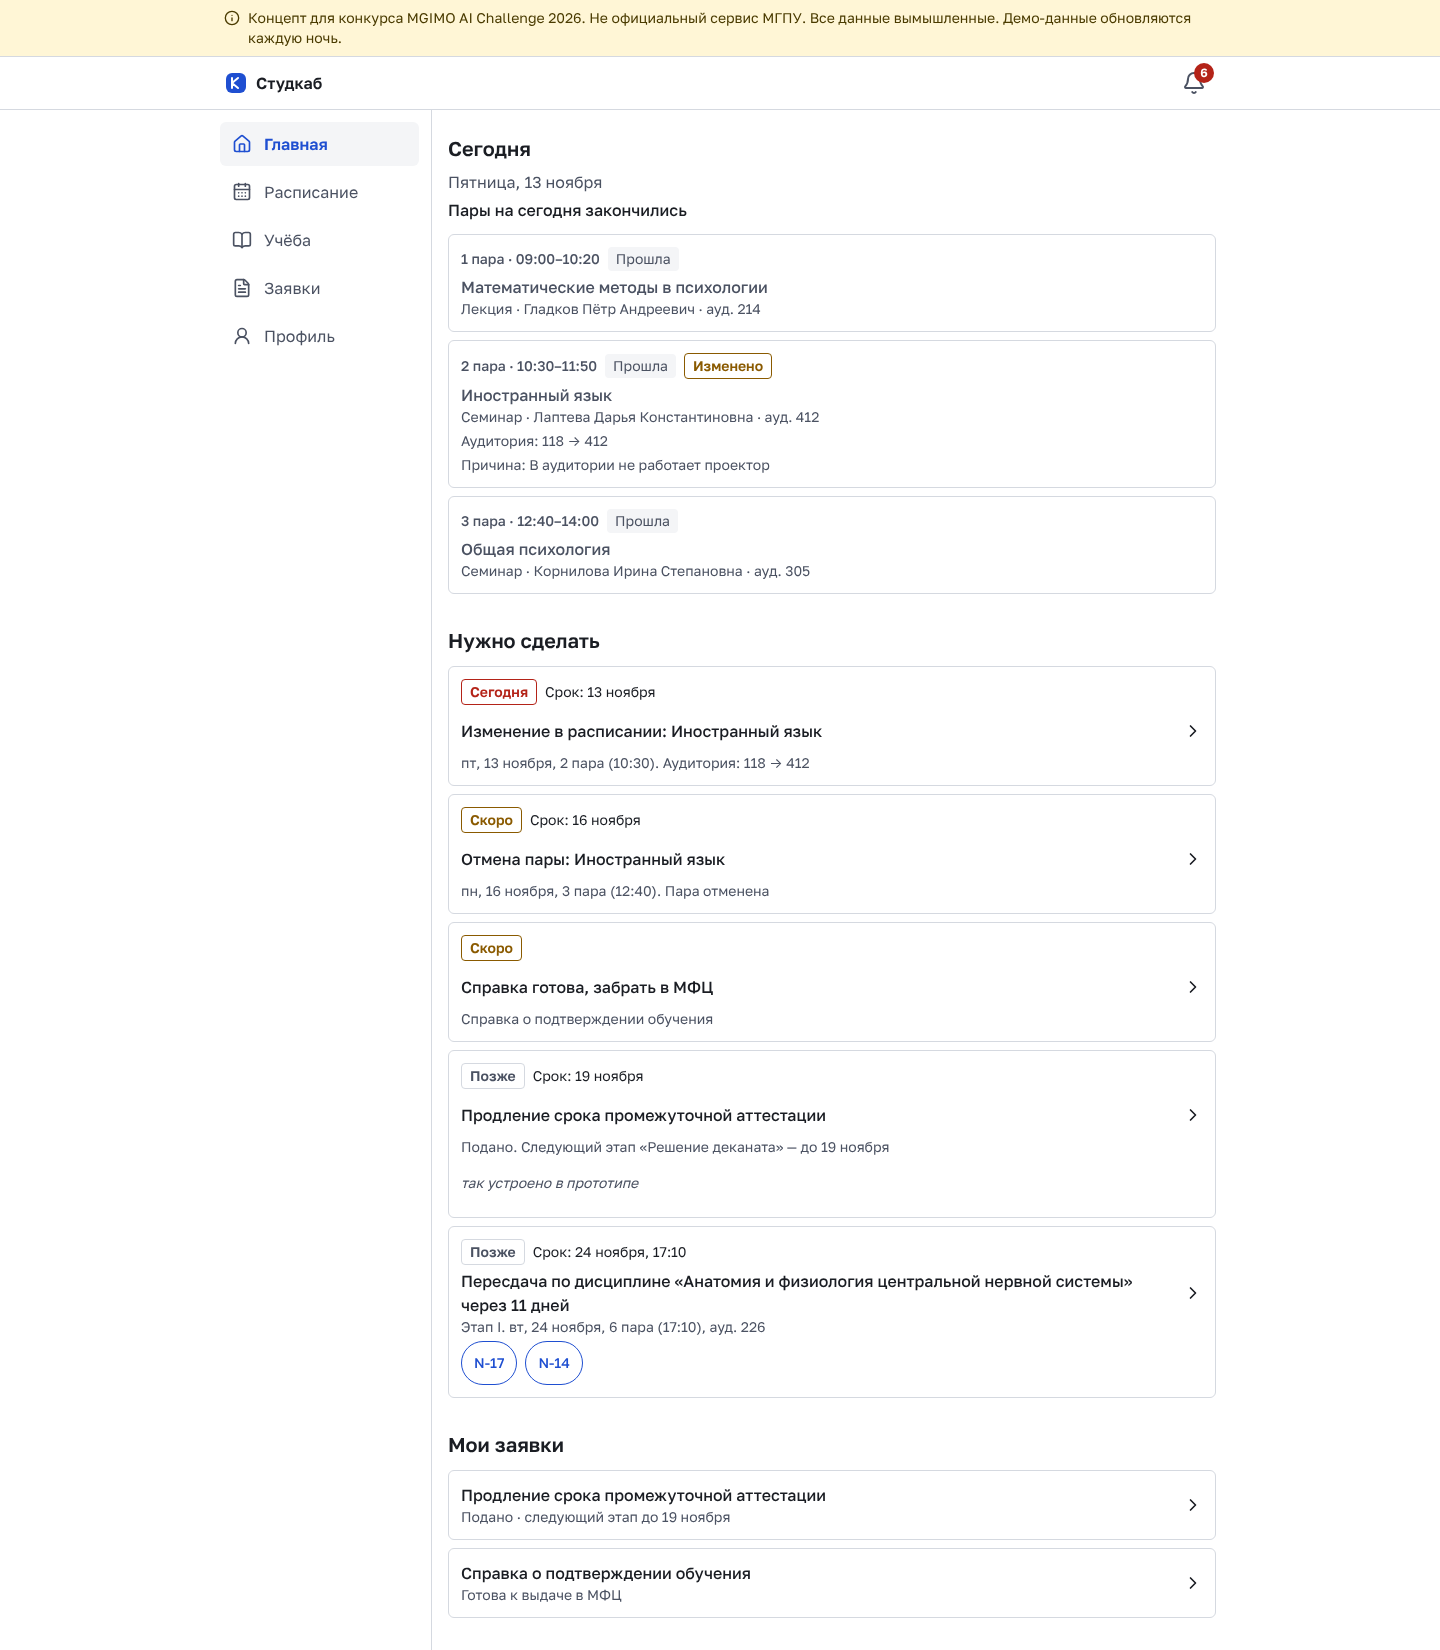 Концепт для конкурса MGIMO AI Challenge 2026. Не официальный сервис МГПУ. Все данные вымышленные. Демо-данные обновляются
каждую ночь.
Студкаб
6
Главная
Расписание
Учёба
Заявки
Профиль
Сегодня
Пятница, 13 ноября
Пары на сегодня закончились
1 пара · 09:00–10:20 Прошла
Математические методы в психологии
Лекция · Гладков Пётр Андреевич · ауд. 214
2 пара · 10:30–11:50 Прошла Изменено
Иностранный язык
Семинар · Лаптева Дарья Константиновна · ауд. 412
Аудитория: 118 → 412
Причина: В аудитории не работает проектор
3 пара · 12:40–14:00 Прошла
Общая психология
Семинар · Корнилова Ирина Степановна · ауд. 305
Нужно сделать
Сегодня Срок: 13 ноября
Изменение в расписании: Иностранный язык
пт, 13 ноября, 2 пара (10:30). Аудитория: 118 → 412
Скоро Срок: 16 ноября
Отмена пары: Иностранный язык
пн, 16 ноября, 3 пара (12:40). Пара отменена
Скоро
Справка готова, забрать в МФЦ
Справка о подтверждении обучения
Позже Срок: 19 ноября
Продление срока промежуточной аттестации
Подано. Следующий этап «Решение деканата» — до 19 ноября
так устроено в прототипе
Позже Срок: 24 ноября, 17:10
Пересдача по дисциплине «Анатомия и физиология центральной нервной системы»
через 11 дней
Этап I. вт, 24 ноября, 6 пара (17:10), ауд. 226
N-17 N-14
Мои заявки
Продление срока промежуточной аттестации
Подано · следующий этап до 19 ноября
Справка о подтверждении обучения
Готова к выдаче в МФЦ